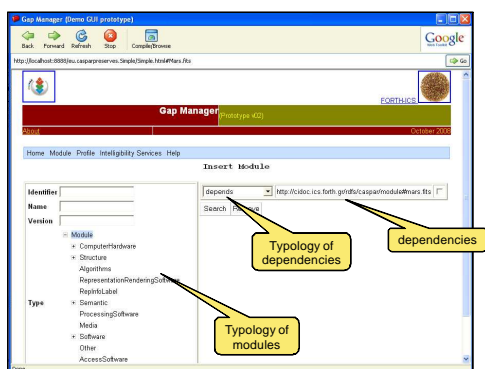 Gap Manager (Demo GUI prototype)
Back Forward Refresh Stop Compile/Browse
Google
http://localhost:8888/eu.casparpreserves.Simple/Simple.html#Mars.fits
Go
FORTH-ICS
Gap Manager (Prototype v02)
About
October 2008
Home Module Profile Intelligibility Services Help
Insert Module
Identifier
Name
Version
depends
http://cidoc.ics.forth.gr/rdfs/caspar/module#mars.fits
Search Remove
Typology of
dependencies
dependencies
Type
Module
ComputerHardware
Structure
Algorithms
RepresentationRenderingSoftware
RepInfoLabel
Semantic
ProcessingSoftware
Media
Software
Other
AccessSoftware
Typology of
modules
Done